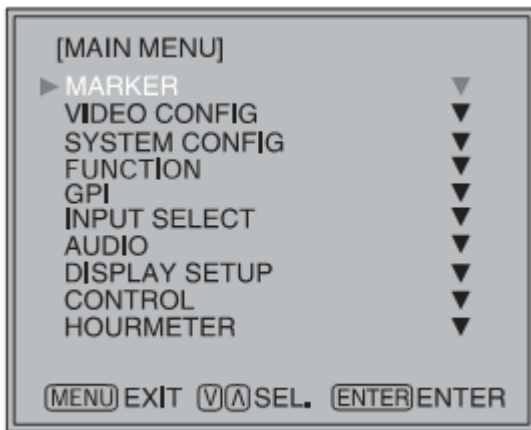 [MAIN MENU]
MARKER
VIDEO CONFIG
SYSTEM CONFIG
FUNCTION
GPI
INPUT SELECT
AUDIO
DISPLAY SETUP
CONTROL
HOURMETER
MENU EXIT V Λ SEL. ENTER ENTER